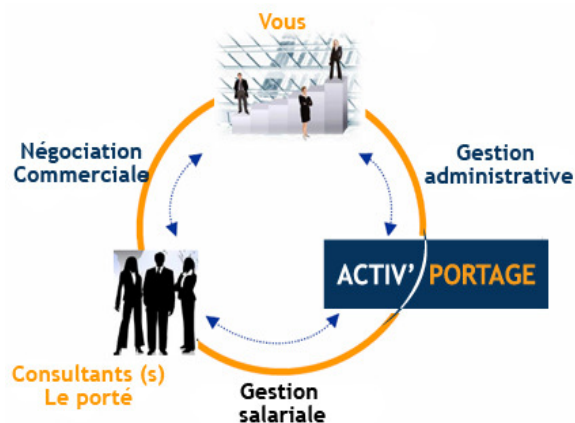 Vous
Négociation
Commerciale
Gestion
administrative
ACTIV' PORTAGE
Consultants (s)
Le porté
Gestion
salariale